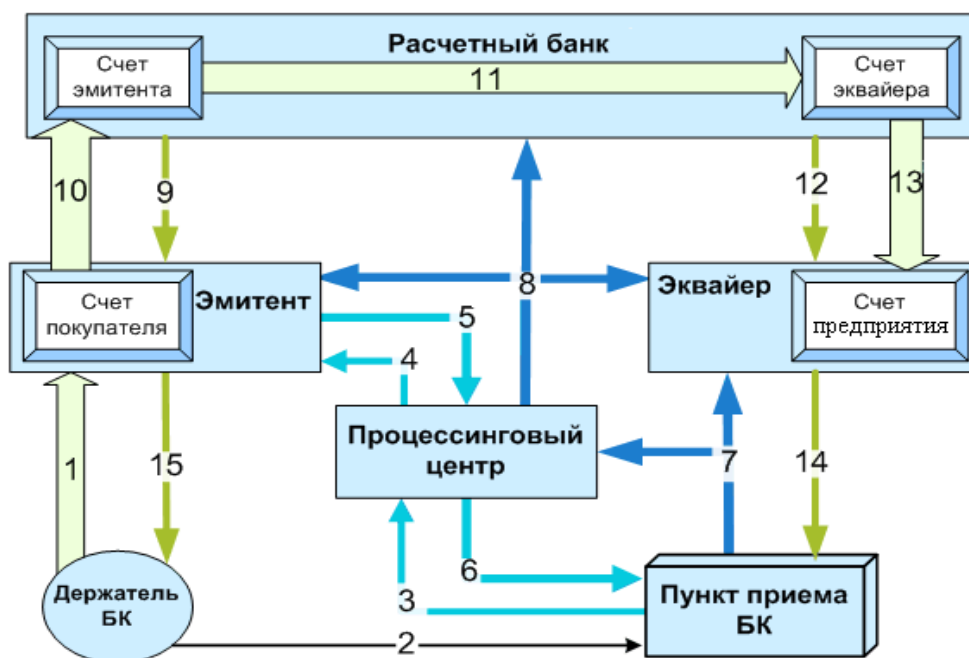 Расчетный банк
Счет
эмитента
11
Счет
эквайера
10
9
12
13
Эмитент
8
Эквайер
Счет
покупателя
5
4
Счет
предприятия
Процессинговый
центр
7
1
15
14
6
3
Держатель
БК
2
Пункт приема
БК